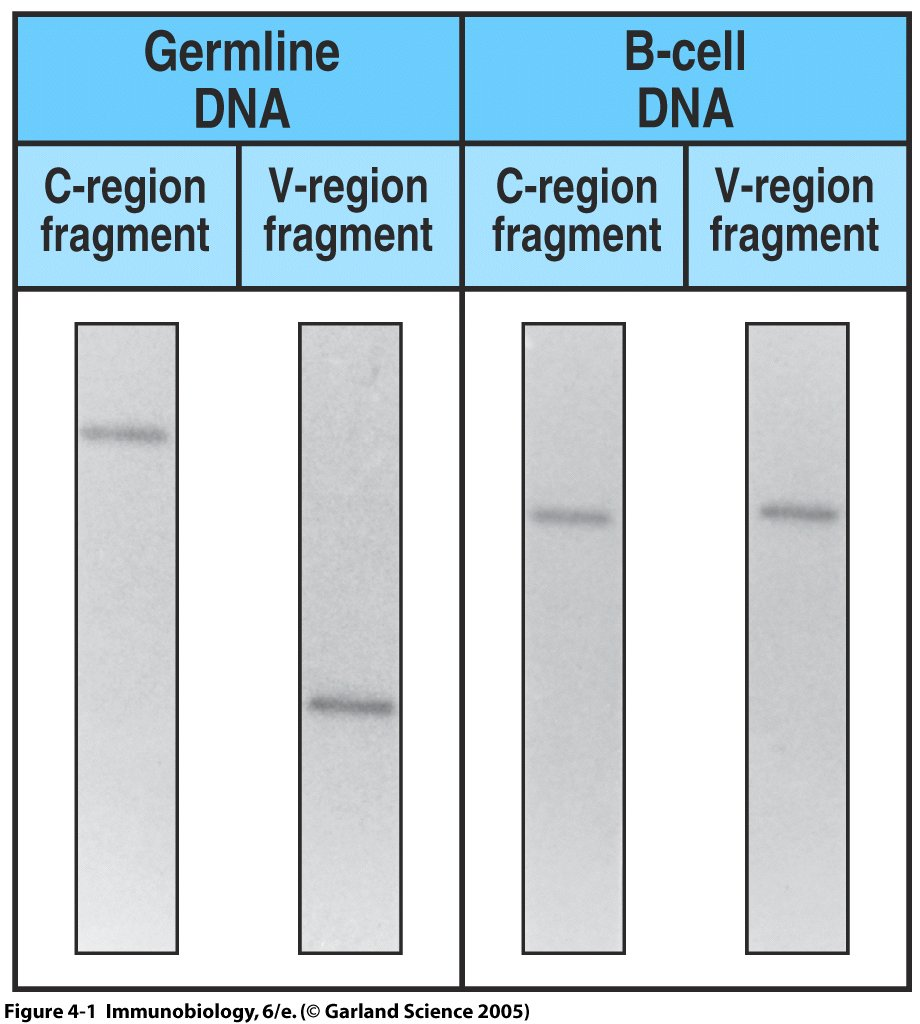 Germline
DNA
B-cell
DNA
C-region
fragment
V-region
fragment
C-region
fragment
V-region
fragment
Figure 4-1 Immunobiology, 6/e. (© Garland Science 2005)